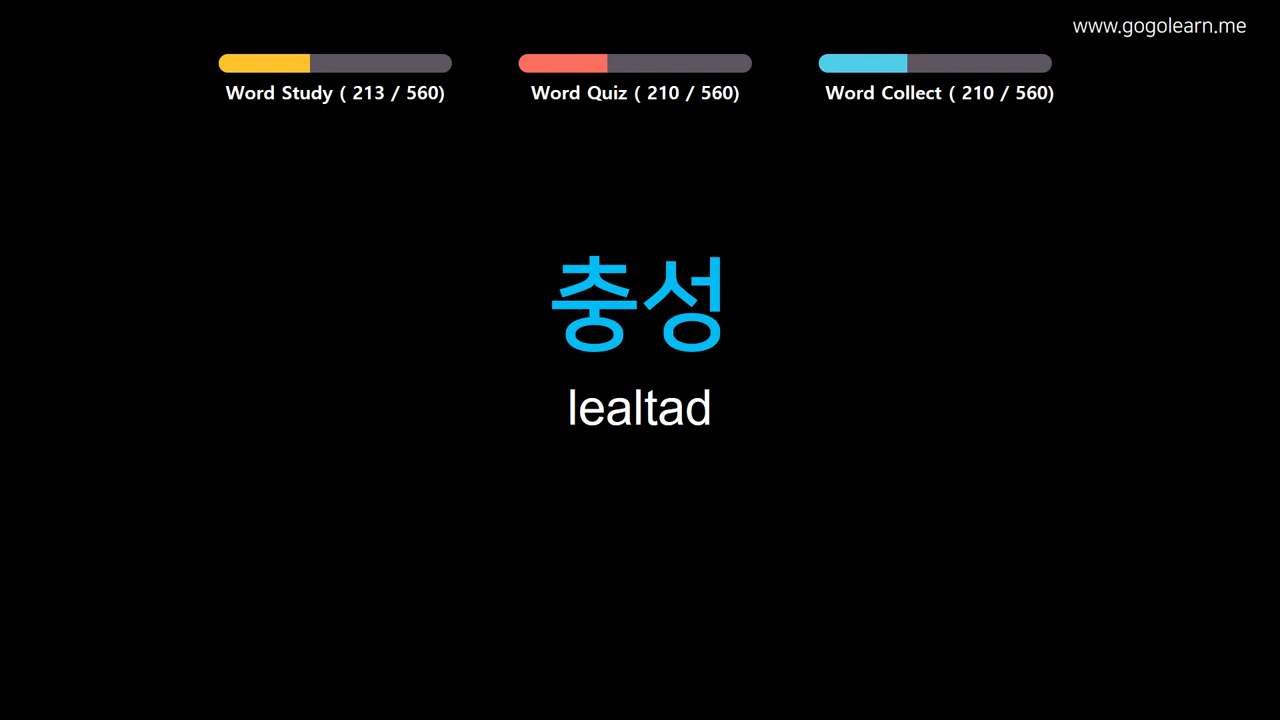 www.gogolearn.me
Word Study ( 213 / 560)
Word Quiz ( 210 / 560)
Word Collect ( 210 / 560)
충성
lealtad